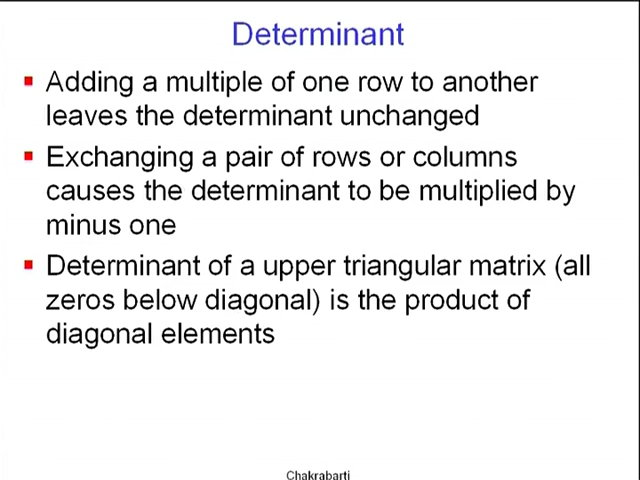 Determinant
Adding a multiple of one row to another
leaves the determinant unchanged
Exchanging a pair of rows or columns
causes the determinant to be multiplied by
minus one
Determinant of a upper triangular matrix (all
zeros below diagonal) is the product of
diagonal elements
Chakrabarti